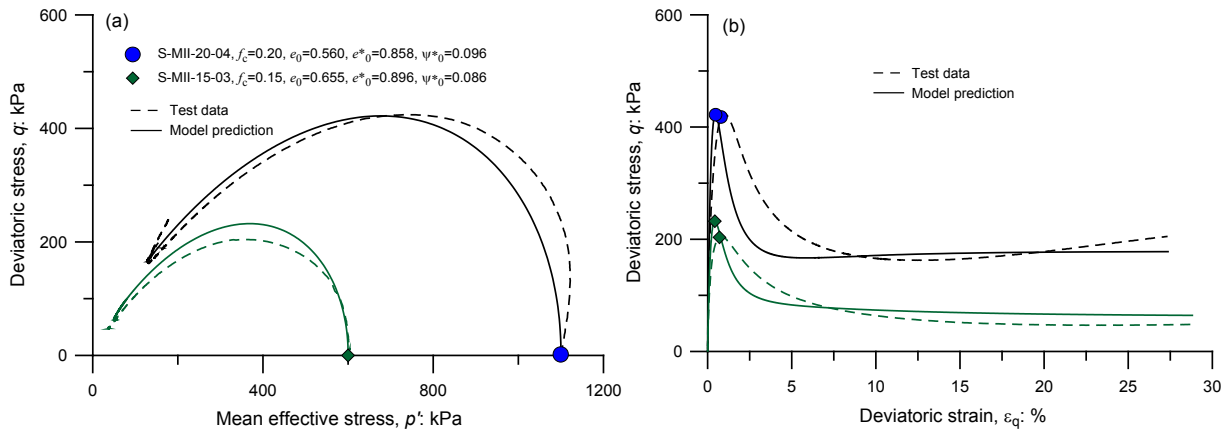 (a)
S-MII-20-04, fc=0.20, e0=0.560, e*0=0.858, ψ*0=0.096
S-MII-15-03, fc=0.15, e0=0.655, e*0=0.896, ψ*0=0.086
Test data
Model prediction
600
400
200
0
Deviatoric stress, q: kPa
0
400
800
1200
Mean effective stress, p': kPa
(b)
Test data
Model prediction
600
400
200
0
Deviatoric stress, q: kPa
0
5
10
15
20
25
30
Deviatoric strain, εq: %